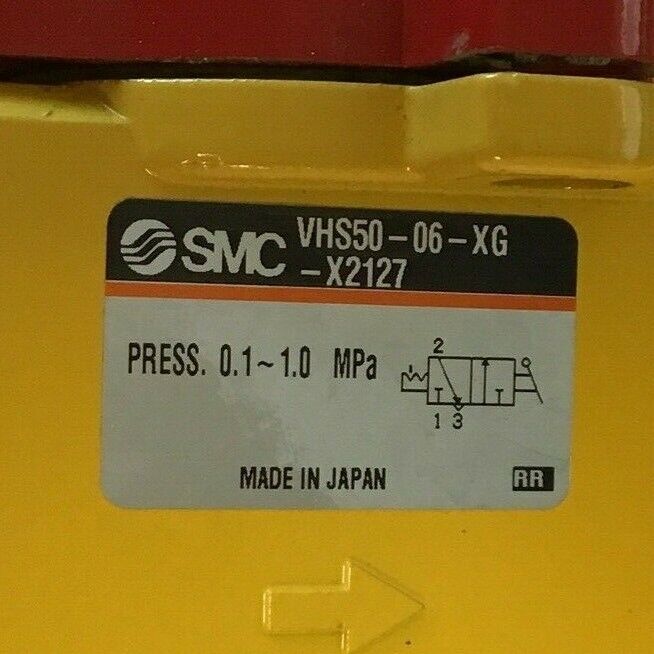 SMC VHS50-06-XG
-X2127
PRESS. 0.1~1.0 MPa
2
1 3
MADE IN JAPAN
RR